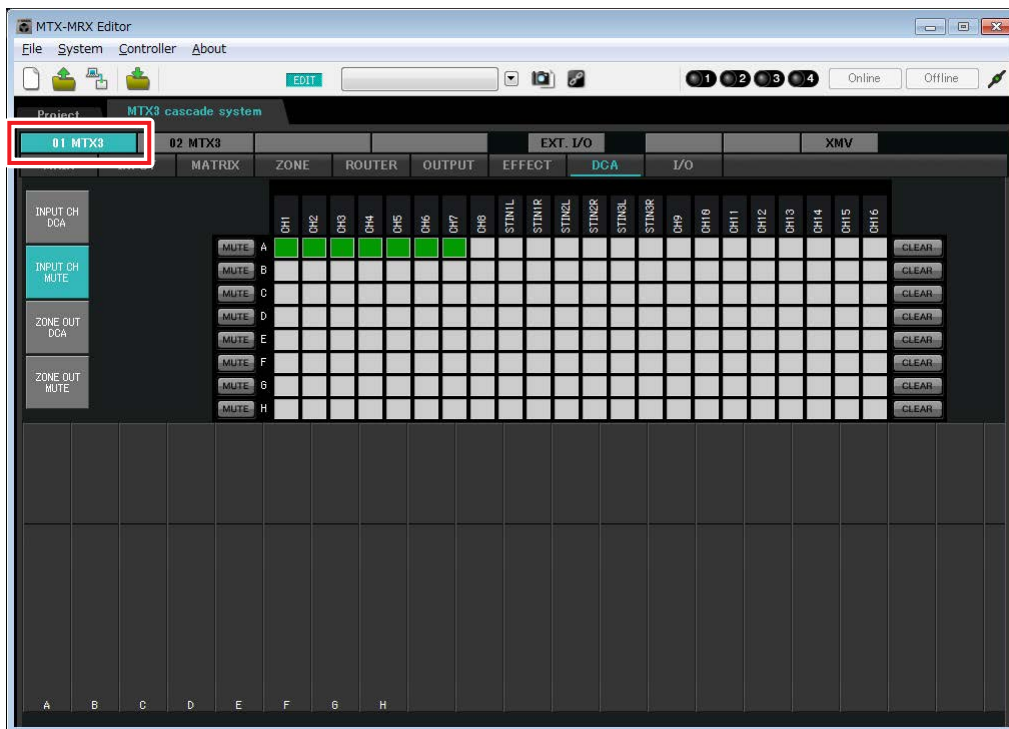 MTX-MRX Editor
File System Controller About
EDIT 1 2 3 4 Online Offline
Project MTX3 cascade system
01 MTX3 02 MTX3 EXT. I/O XMV
MATRIX ZONE ROUTER OUTPUT EFFECT DCA I/O
INPUT CH
DCA
INPUT CH
MUTE
ZONE OUT
DCA
ZONE OUT
MUTE
CH1 CH2 CH3 CH4 CH5 CH6 CH7 CH8 STIN1L STIN1R STIN2L STIN2R STIN3L STIN3R CH9 CH10 CH11 CH12 CH13 CH14 CH15 CH16
MUTE A CLEAR
MUTE B CLEAR
MUTE C CLEAR
MUTE D CLEAR
MUTE E CLEAR
MUTE F CLEAR
MUTE G CLEAR
MUTE H CLEAR
A B C D E F G H